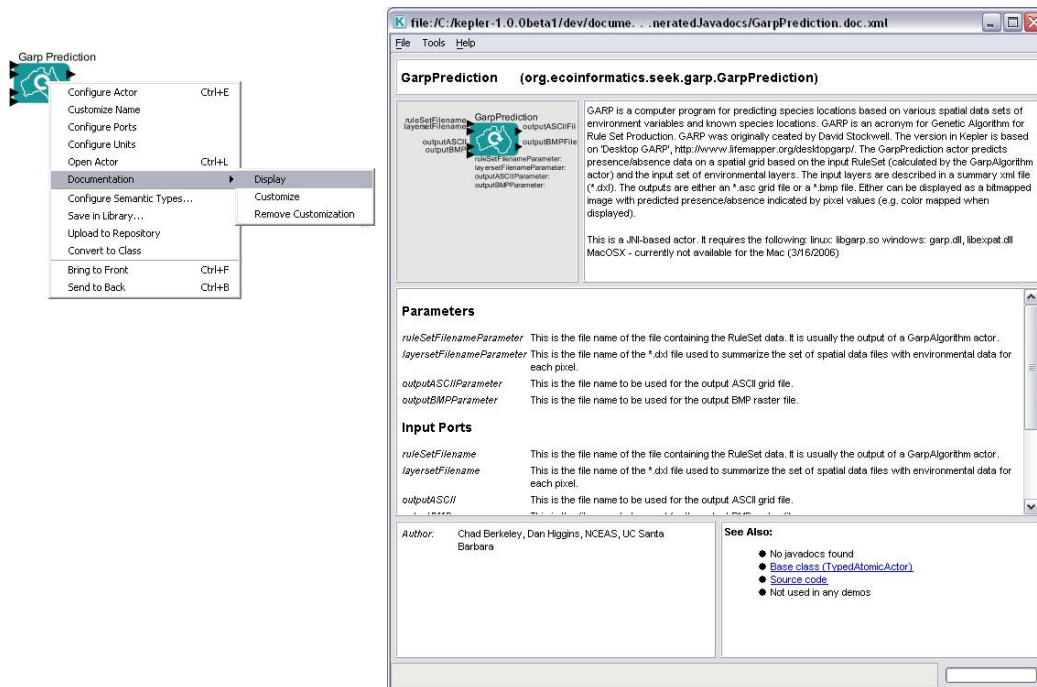 Garp Prediction
Configure Actor Ctrl+E
Customize Name
Configure Ports
Configure Units
Open Actor Ctrl+L
Documentation
Configure Semantic Types...
Save in Library...
Upload to Repository
Convert to Class
Bring to Front Ctrl+F
Send to Back Ctrl+B
Display
Customize
Remove Customization
file:/C:/kepler-1.0.0beta1/dev/docume. . .neratedJavadocs/GarpPrediction.doc.xml
File Tools Help
GarpPrediction (org.ecoinformatics.seek.garp.GarpPrediction)
GarpPrediction
ruleSetFilename
layersetFilename
outputASCII
outputBMP
outputASCIIFil
outputBMPFile
ruleSetFilenameParameter:
layersetFilenameParameter:
outputASCIIParameter:
outputBMPParameter:
GARP is a computer program for predicting species locations based on various spatial data sets of
environment variables and known species locations. GARP is an acronym for Genetic Algorithm for
Rule Set Production. GARP was originally ceated by David Stockwell. The version in Kepler is based
on 'Desktop GARP', http://www.lifemapper.org/desktopgarp/. The GarpPrediction actor predicts
presence/absence data on a spatial grid based on the input RuleSet (calculated by the GarpAlgorithm
actor) and the input set of environmental layers. The input layers are described in a summary xml file
(*.dxl). The outputs are either an *.asc grid file or a *.bmp file. Either can be displayed as a bitmapped
image with predicted presence/absence indicated by pixel values (e.g. color mapped when
displayed).
This is a JNI-based actor. It requires the following: linux: libgarp.so windows: garp.dll, libexpat.dll
MacOSX - currently not available for the Mac (3/16/2006)
Parameters
ruleSetFilenameParameter This is the file name of the file containing the RuleSet data. It is usually the output of a GarpAlgorithm actor.
layersetFilenameParameter This is the file name of the *.dxl file used to summarize the set of spatial data files with environmental data for
each pixel.
outputASCIIParameter This is the file name to be used for the output ASCII grid file.
outputBMPParameter This is the file name to be used for the output BMP raster file.
Input Ports
ruleSetFilename This is the file name of the file containing the RuleSet data. It is usually the output of a GarpAlgorithm actor.
layersetFilename This is the file name of the *.dxl file used to summarize the set of spatial data files with environmental data for
each pixel.
outputASCII This is the file name to be used for the output ASCII grid file.
Author: Chad Berkeley, Dan Higgins, NCEAS, UC Santa
Barbara
See Also:
No javadocs found
Base class (TypedAtomicActor)
Source code
Not used in any demos